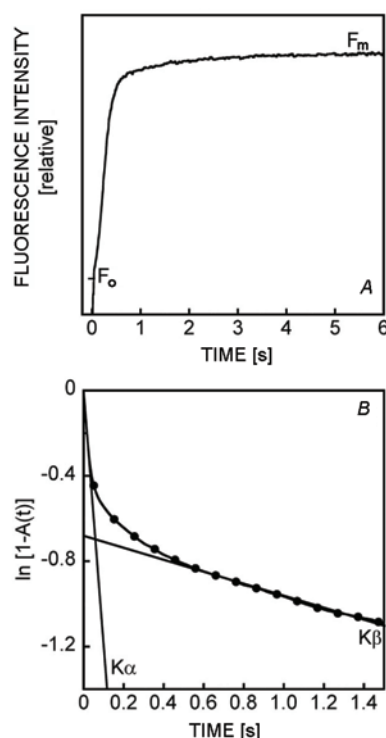 FLUORESCENCE INTENSITY
[relative]
Fm
Fo
A
0 1 2 3 4 5 6
TIME [s]
B
0
-0.4
-0.8
-1.2
ln [1-A(t)]
Kα
Kβ
0 0.2 0.4 0.6 0.8 1.0 1.2 1.4
TIME [s]